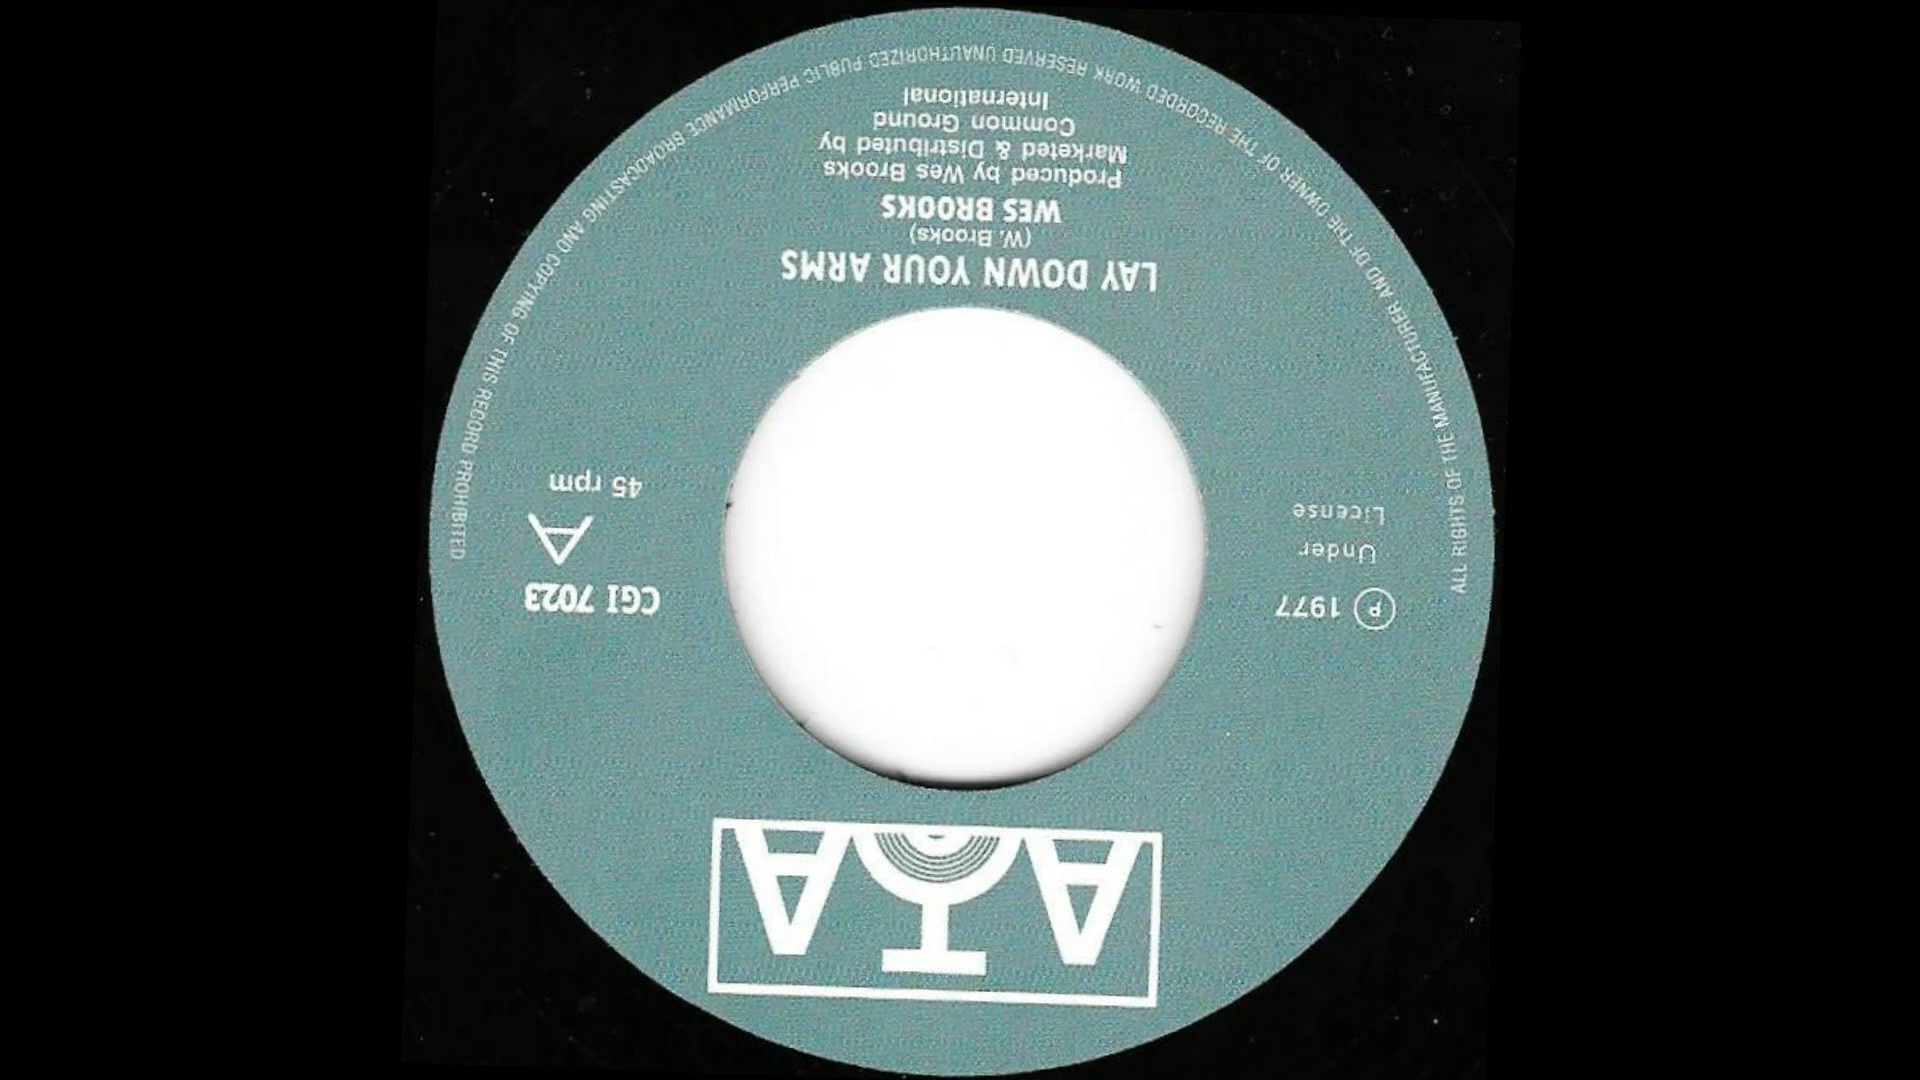 ATA
Ⓟ 1977
Under
License
CGI 7023
A
45 rpm
LAY DOWN YOUR ARMS
(W. Brooks)
WES BROOKS
Produced by Wes Brooks
Marketed & Distributed by
Common Ground
International
ALL RIGHTS OF THE MANUFACTURER AND OF THE OWNER OF THE RECORDED WORK RESERVED UNAUTHORIZED PUBLIC PERFORMANCE BROADCASTING AND COPYING OF THIS RECORD PROHIBITED